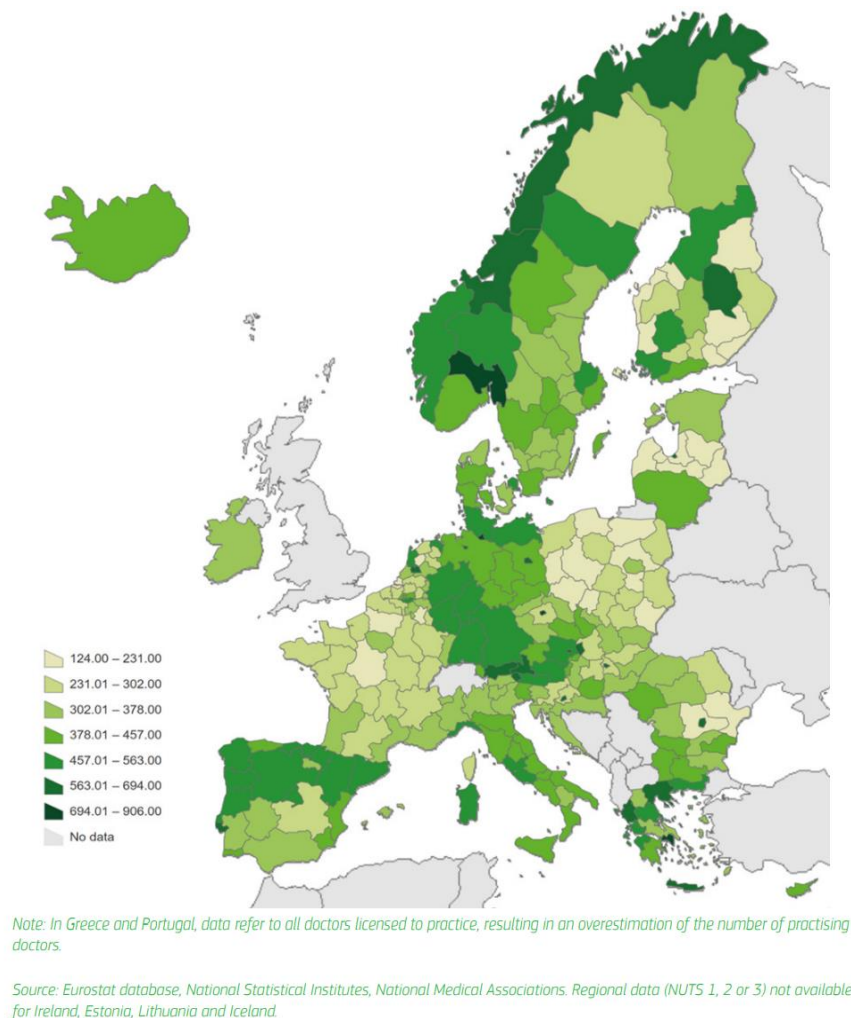 124.00 – 231.00
231.01 – 302.00
302.01 – 378.00
378.01 – 457.00
457.01 – 563.00
563.01 – 694.00
694.01 – 906.00
No data
Note: In Greece and Portugal, data refer to all doctors licensed to practice, resulting in an overestimation of the number of practising
doctors.
Source: Eurostat database, National Statistical Institutes, National Medical Associations. Regional data (NUTS 1, 2 or 3) not available
for Ireland, Estonia, Lithuania and Iceland.